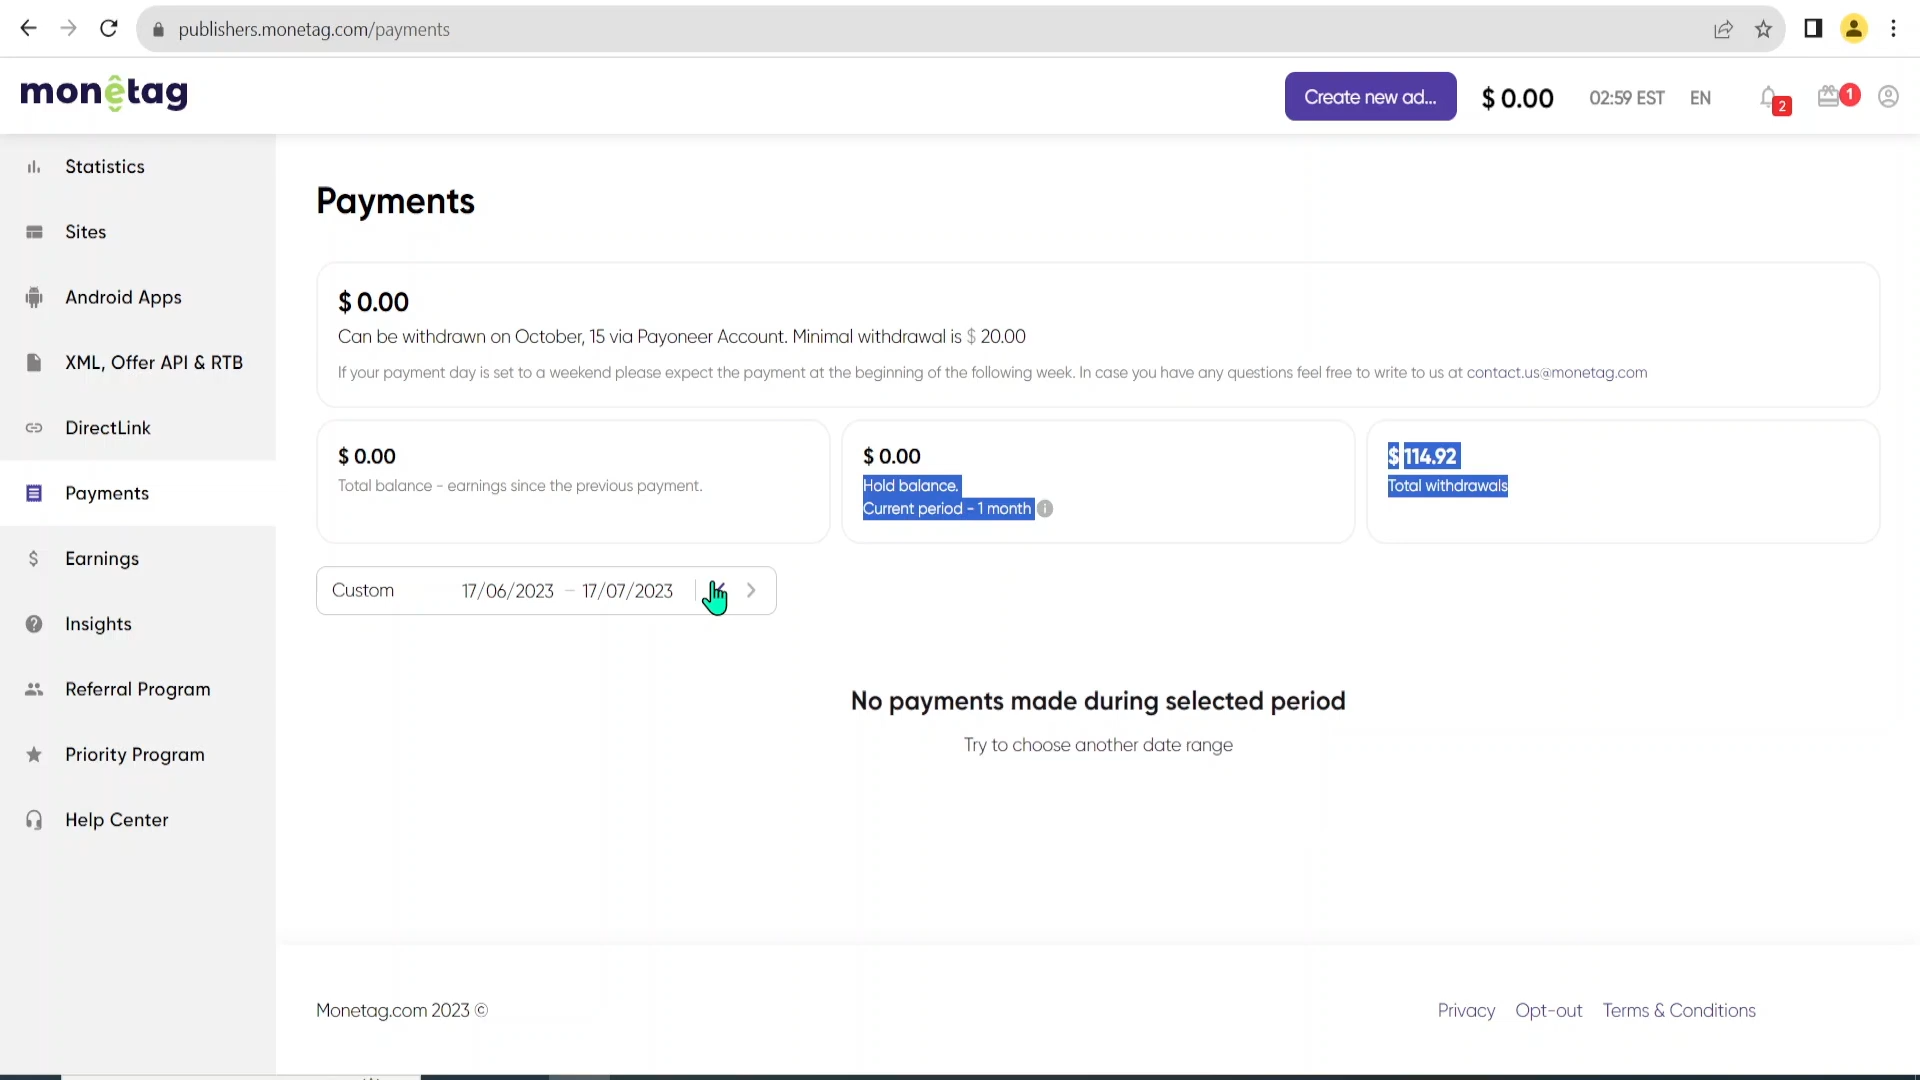 publishers.monetag.com/payments
monetag
Create new ad...
$ 0.00
02:59 EST
EN
2
1
Statistics
Sites
Android Apps
XML, Offer API & RTB
DirectLink
Payments
Earnings
Insights
Referral Program
Priority Program
Help Center
Payments
$ 0.00
Can be withdrawn on October, 15 via Payoneer Account. Minimal withdrawal is $ 20.00
If your payment day is set to a weekend please expect the payment at the beginning of the following week. In case you have any questions feel free to write to us at contact.us@monetag.com
$ 0.00
Total balance - earnings since the previous payment.
$ 0.00
Hold balance.
Current period - 1 month
$ 114.92
Total withdrawals
Custom 17/06/2023 – 17/07/2023
No payments made during selected period
Try to choose another date range
Monetag.com 2023 ©
Privacy Opt-out Terms & Conditions